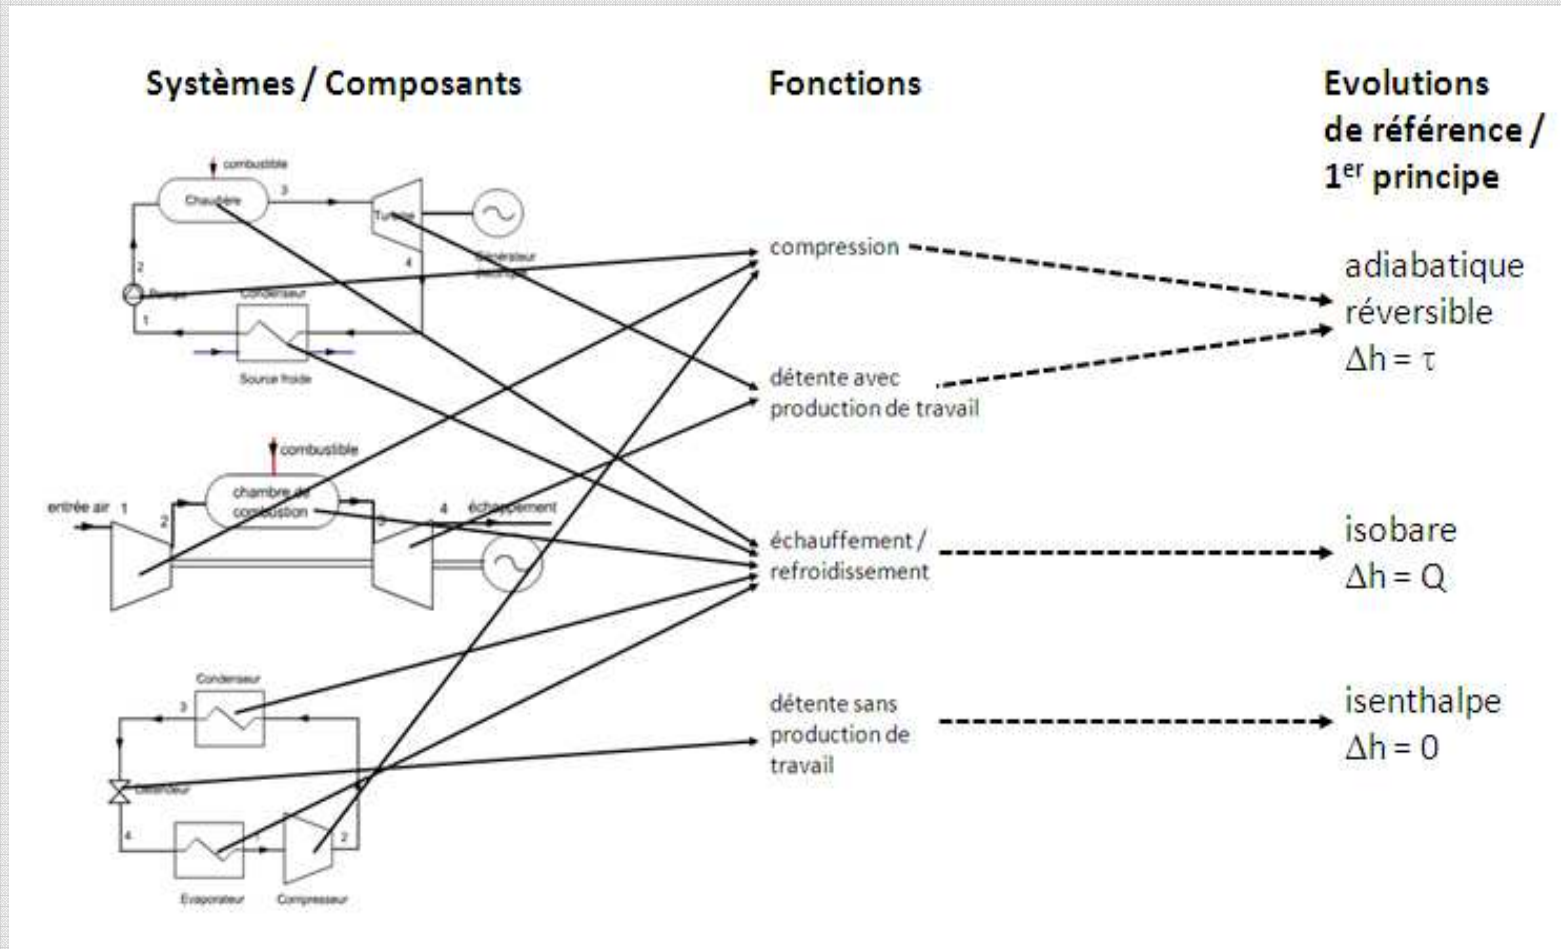 Systèmes / Composants
Fonctions
Evolutions
de référence /
1er principe
combustible
Chaudière
3
Turbine
Générateur
électrique
4
2
Pompe
Condenseur
1
Source froide
combustible
chambre de
combustion
entrée air
1
2
3
4
échappement
Condenseur
3
Détendeur
4
1
2
Evaporateur
Compresseur
compression
détente avec
production de travail
échauffement /
refroidissement
détente sans
production de
travail
adiabatique
réversible
Δh = τ
isobare
Δh = Q
isenthalpe
Δh = 0